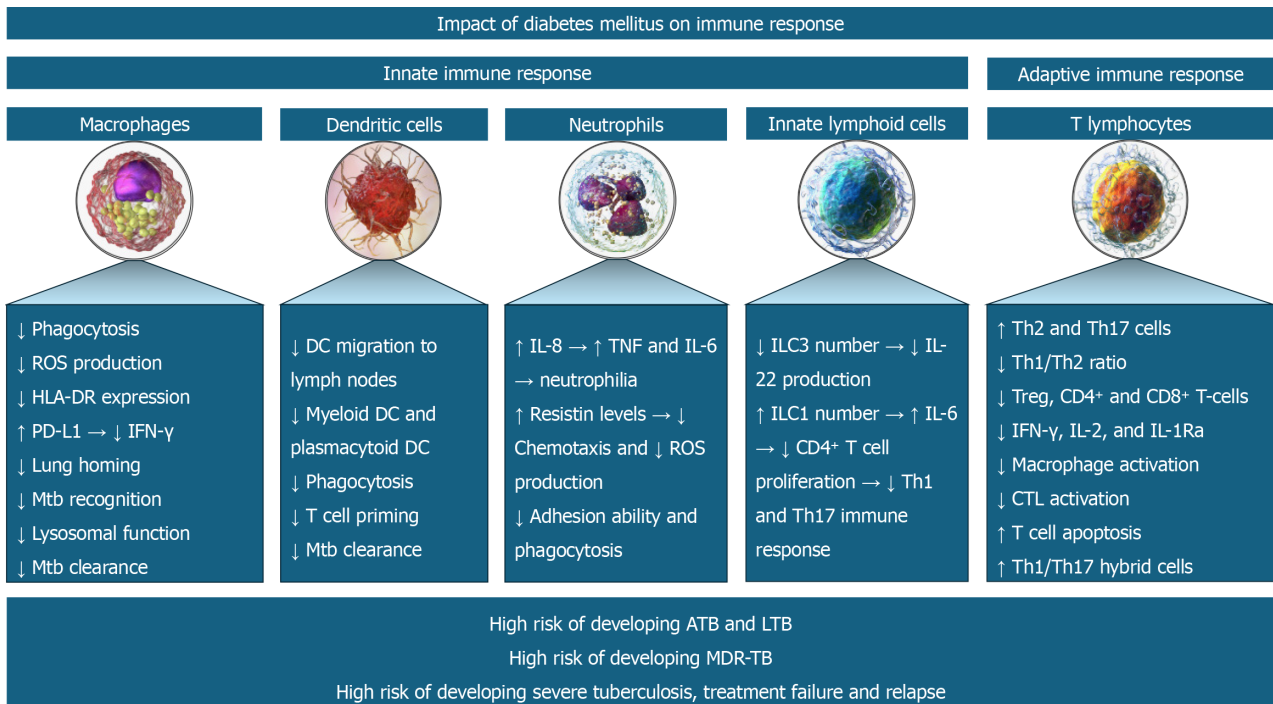 Impact of diabetes mellitus on immune response
Innate immune response
Adaptive immune response
Macrophages
Dendritic cells
Neutrophils
Innate lymphoid cells
T lymphocytes
↓ Phagocytosis
↓ ROS production
↓ HLA-DR expression
↑ PD-L1 → ↓ IFN-γ
↓ Lung homing
↓ Mtb recognition
↓ Lysosomal function
↓ Mtb clearance
↓ DC migration to
lymph nodes
↓ Myeloid DC and
plasmacytoid DC
↓ Phagocytosis
↓ T cell priming
↓ Mtb clearance
↑ IL-8 → ↑ TNF and IL-6
→ neutrophilia
↑ Resistin levels → ↓
Chemotaxis and ↓ ROS
production
↓ Adhesion ability and
phagocytosis
↓ ILC3 number → ↓ IL-
22 production
↑ ILC1 number → ↑ IL-6
→ ↓ CD4⁺ T cell
proliferation → ↓ Th1
and Th17 immune
response
↑ Th2 and Th17 cells
↓ Th1/Th2 ratio
↓ Treg, CD4⁺ and CD8⁺ T-cells
↓ IFN-γ, IL-2, and IL-1Ra
↓ Macrophage activation
↓ CTL activation
↑ T cell apoptosis
↑ Th1/Th17 hybrid cells
High risk of developing ATB and LTB
High risk of developing MDR-TB
High risk of developing severe tuberculosis, treatment failure and relapse